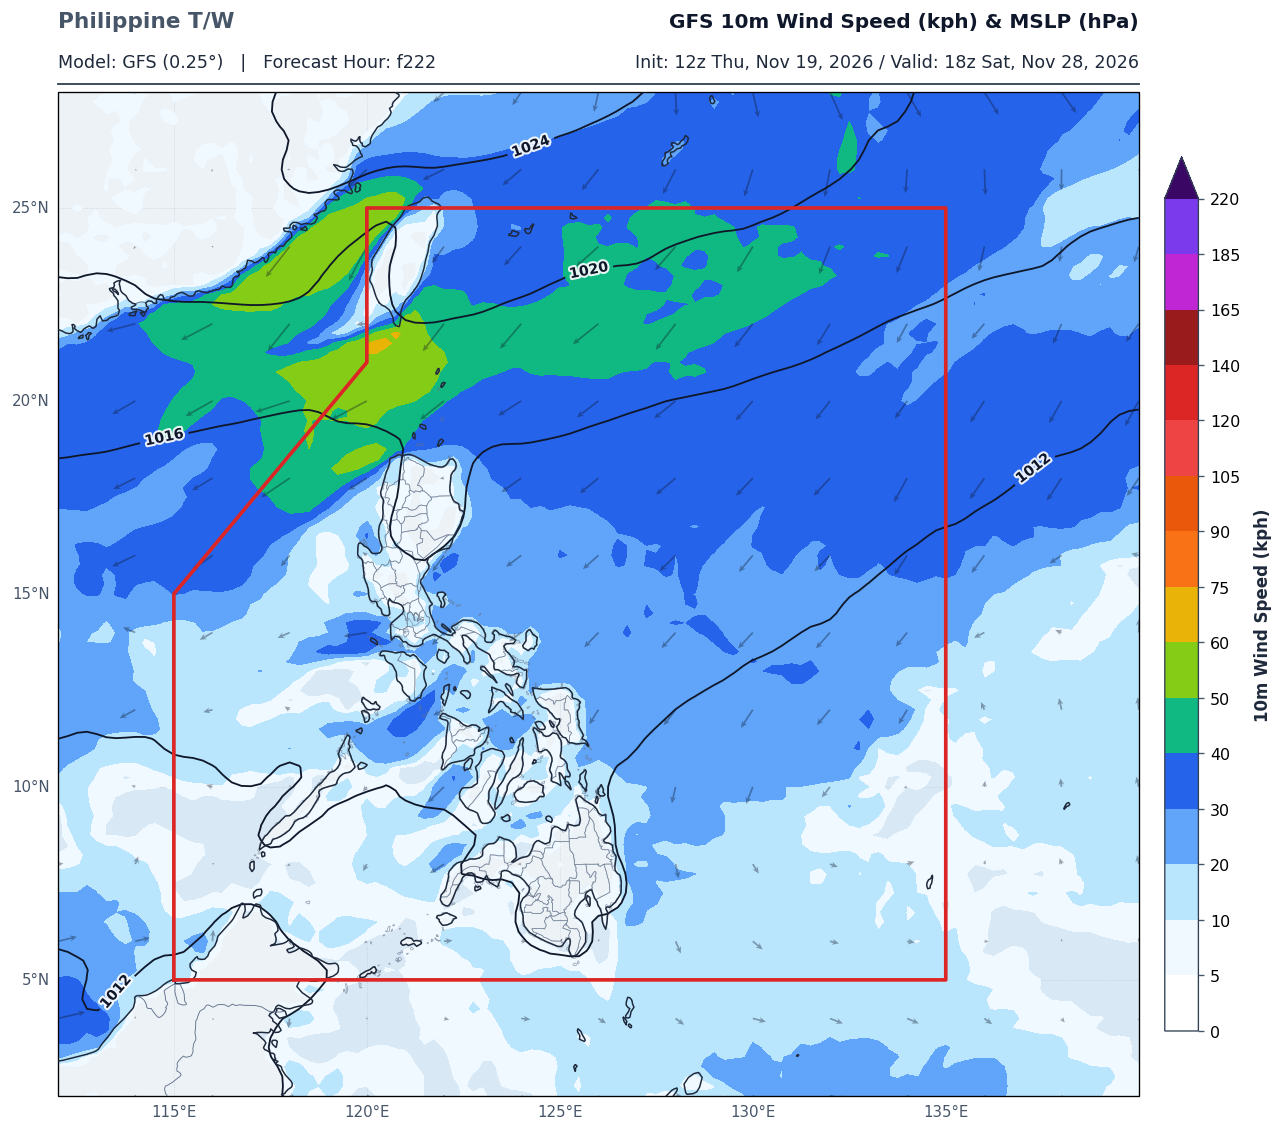 Philippine T/W
GFS 10m Wind Speed (kph) & MSLP (hPa)
Model: GFS (0.25°) | Forecast Hour: f222
Init: 12z Thu, Nov 19, 2026 / Valid: 18z Sat, Nov 28, 2026
1024
25°N
1020
20°N
1016
1012
15°N
10°N
5°N
1012
115°E
120°E
125°E
130°E
135°E
220
185
165
140
120
105
90
75
60
50
40
30
20
10
5
0
10m Wind Speed (kph)